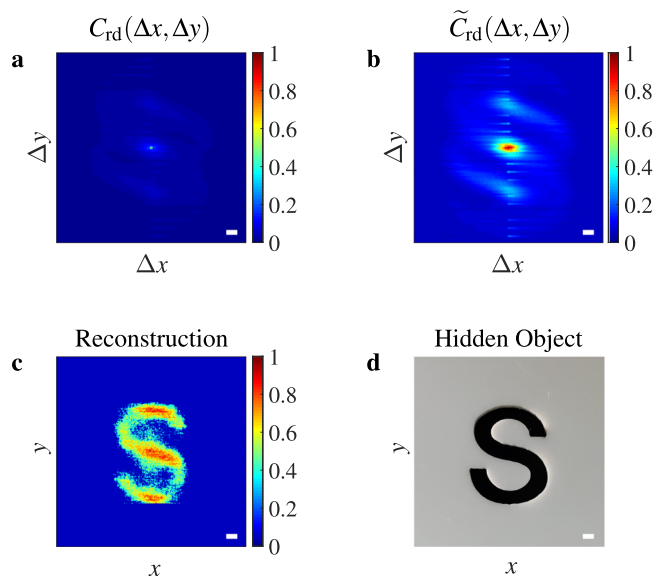 C_rd(Δx, Δy)
C̃_rd(Δx, Δy)
a
1
0.8
0.6
0.4
0.2
0
Δy
Δx
b
1
0.8
0.6
0.4
0.2
0
Δy
Δx
Reconstruction
Hidden Object
c
1
0.8
0.6
0.4
0.2
0
y
x
S
d
y
x
S